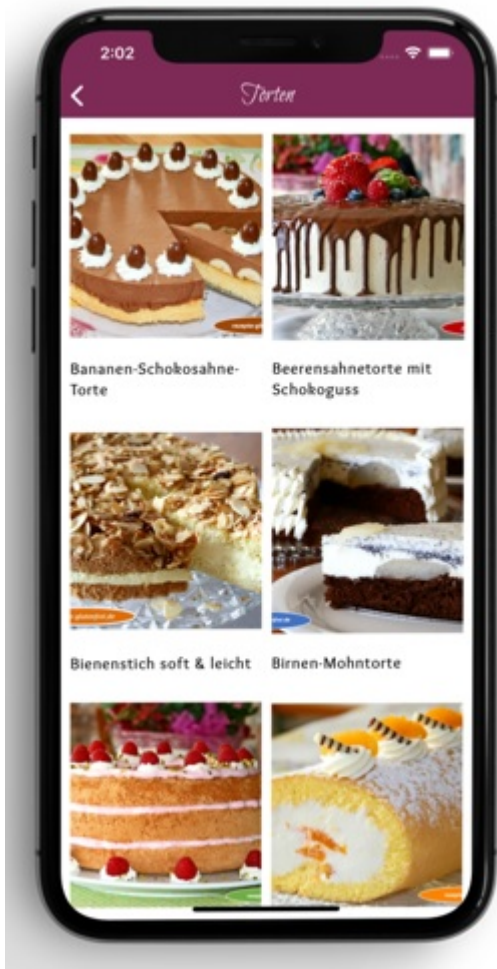 2:02
Torten
Bananen-Schokosahne-
Torte
Beerensahnetorte mit
Schokoguss
Bienenstich soft & leicht
Birnen-Mohntorte